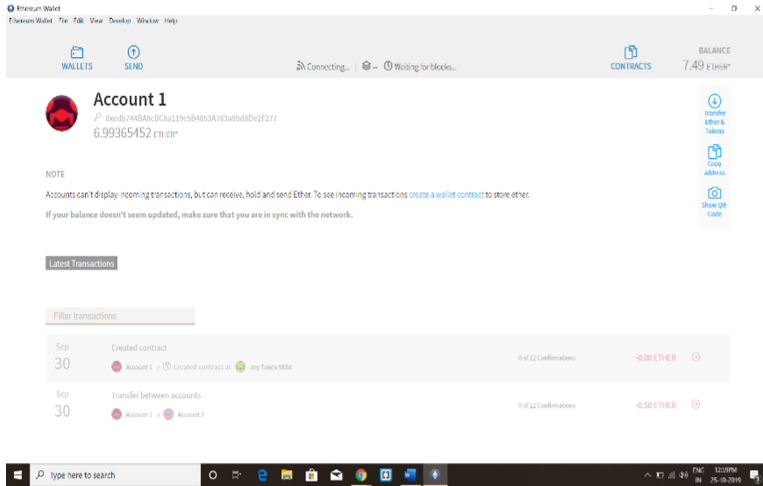 Ethereum Wallet
Ethereum Wallet File Edit View Develop Window Help
WALLETS
SEND
Connecting...
--
Waiting for blocks...
CONTRACTS
BALANCE
7.49 ETHER*
Account 1
6.99365452 ETHER*
Transfer
Ether &
Tokens
Copy
address
Show QR-
Code
NOTE
Accounts can't display incoming transactions, but can receive, hold and send Ether. To see incoming transactions create a wallet contract to store ether.
If your balance doesn't seem updated, make sure that you are in sync with the network.
Latest Transactions
Filter transactions
Sep
30
Created contract
Account 1 Created contract at my Token
0 of 12 Confirmations
-0.00 ETHER
Sep
30
Transfer between accounts
Account 1 Account 2
0 of 12 Confirmations
-0.50 ETHER
Type here to search
ENG
IN
12:59PM
25-10-2019